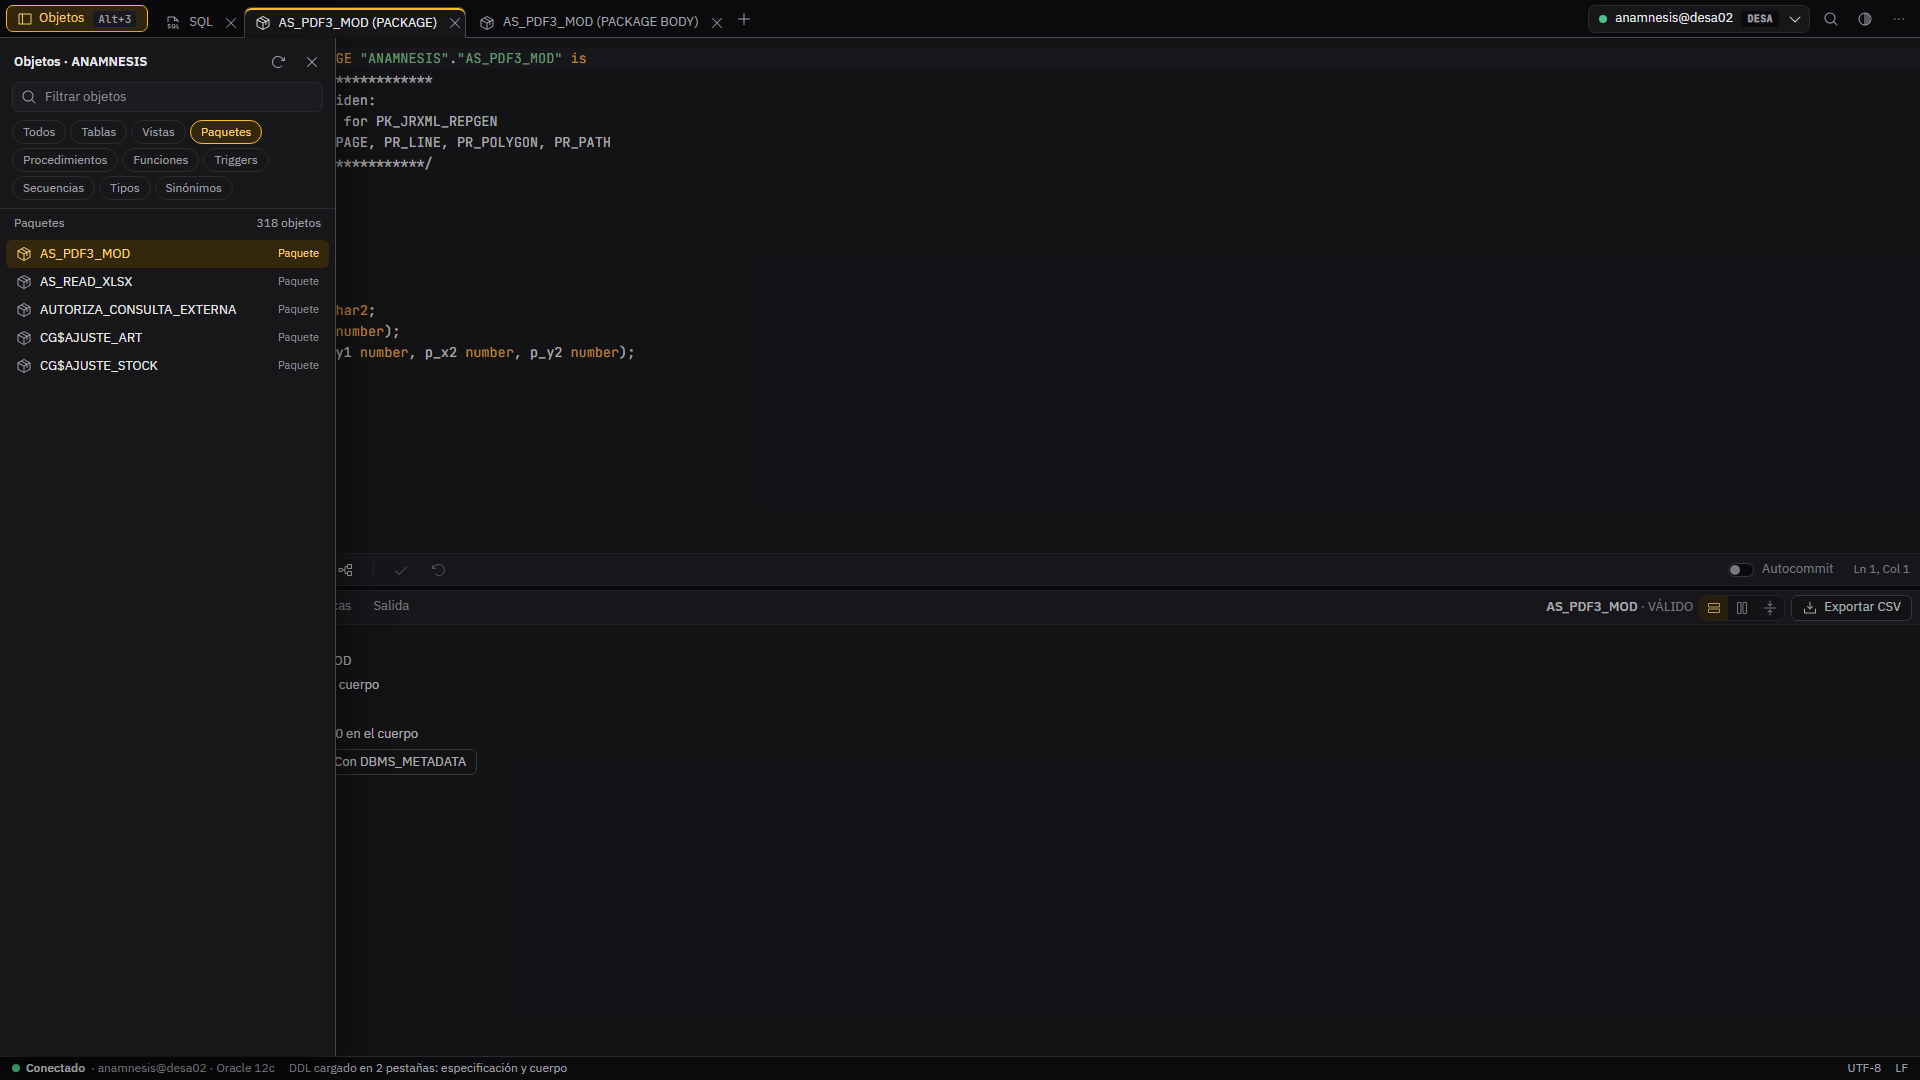 Objetos Alt+3 SQL AS_PDF3_MOD (PACKAGE) AS_PDF3_MOD (PACKAGE BODY) anamnesis@desa02 DESA
Objetos · ANAMNESIS
Filtrar objetos
Todos Tablas Vistas Paquetes
Procedimientos Funciones Triggers
Secuencias Tipos Sinónimos
Paquetes 318 objetos
AS_PDF3_MOD Paquete
AS_READ_XLSX Paquete
AUTORIZA_CONSULTA_EXTERNA Paquete
CG$AJUSTE_ART Paquete
CG$AJUSTE_STOCK Paquete
GE "ANAMNESIS"."AS_PDF3_MOD" is
************
iden:
for PK_JRXML_REPGEN
PAGE, PR_LINE, PR_POLYGON, PR_PATH
***********/
har2;
number);
y1 number, p_x2 number, p_y2 number);
Autocommit Ln 1, Col 1
cas Salida AS_PDF3_MOD · VÁLIDO Exportar CSV
OD
cuerpo
0 en el cuerpo
Con DBMS_METADATA
Conectado · anamnesis@desa02 · Oracle 12c DDL cargado en 2 pestañas: especificación y cuerpo UTF-8 LF